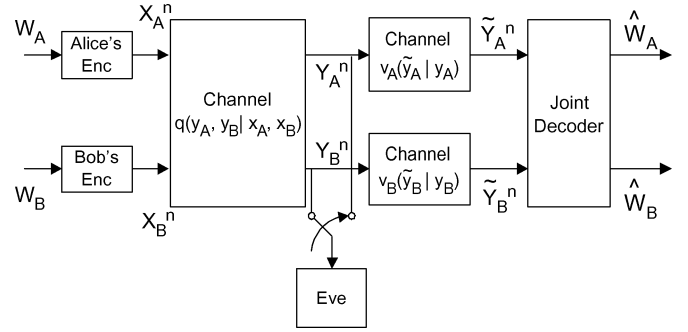 W_A
Alice's Enc
X_A^n
Channel
q(y_A, y_B| x_A, x_B)
Y_A^n
Channel
v_A(ỹ_A | y_A)
Ỹ_A^n
Joint Decoder
Ŵ_A
W_B
Bob's Enc
X_B^n
Y_B^n
Channel
v_B(ỹ_B | y_B)
Ỹ_B^n
Ŵ_B
Eve